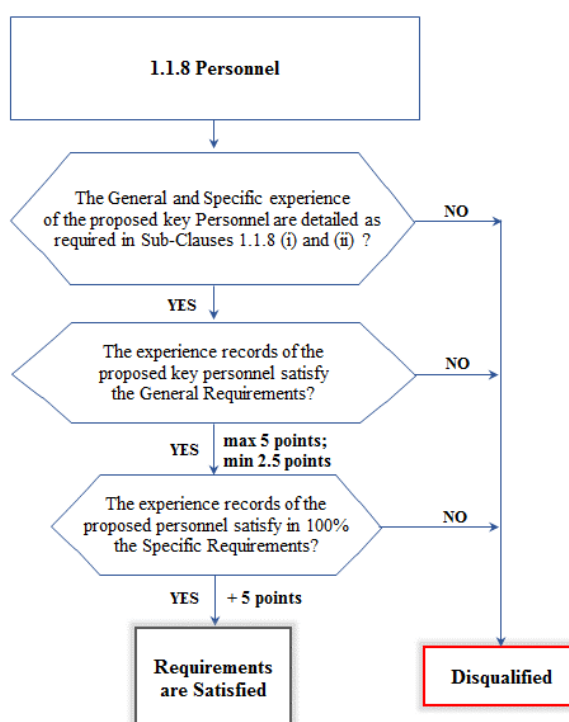 1.1.8 Personnel
The General and Specific experience
of the proposed key Personnel are detailed as
required in Sub-Clauses 1.1.8 (i) and (ii) ?
NO
YES
The experience records of the
proposed key personnel satisfy
the General Requirements?
NO
YES
max 5 points;
min 2.5 points
The experience records of the
proposed personnel satisfy in 100%
the Specific Requirements?
NO
YES
+ 5 points
Requirements
are Satisfied
Disqualified